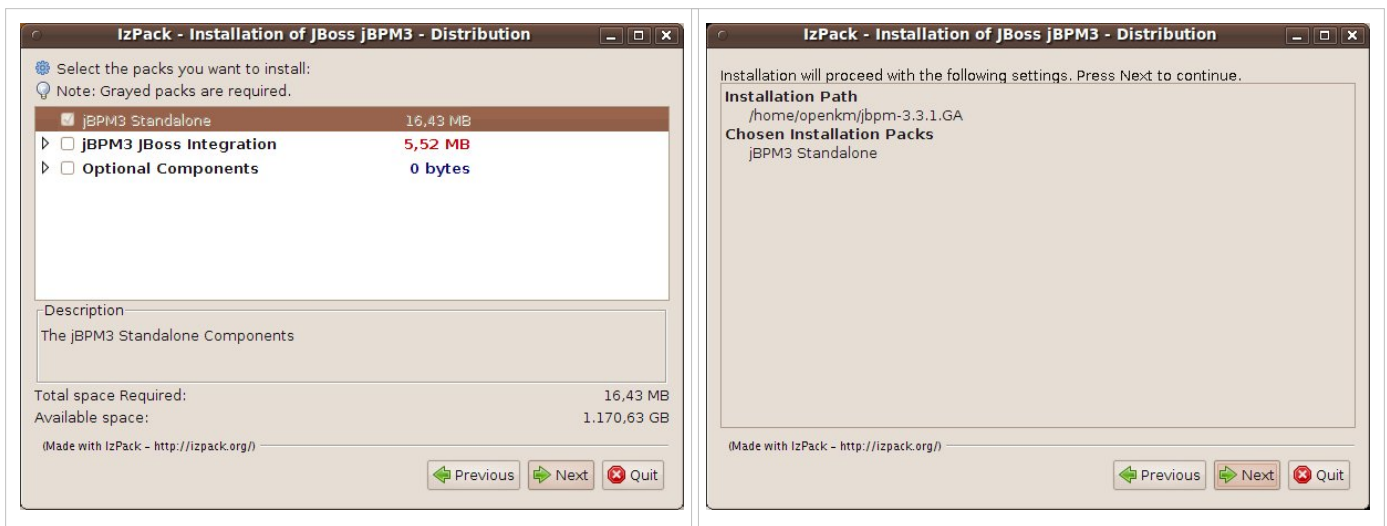 IzPack - Installation of JBoss jBPM3 - Distribution
Select the packs you want to install:
Note: Grayed packs are required.
jBPM3 Standalone 16,43 MB
jBPM3 JBoss Integration 5,52 MB
Optional Components 0 bytes
Description
The jBPM3 Standalone Components
Total space Required: 16,43 MB
Available space: 1.170,63 GB
(Made with IzPack - http://izpack.org/)
Previous Next Quit
IzPack - Installation of JBoss jBPM3 - Distribution
Installation will proceed with the following settings. Press Next to continue.
Installation Path
/home/openkm/jbpm-3.3.1.GA
Chosen Installation Packs
jBPM3 Standalone
(Made with IzPack - http://izpack.org/)
Previous Next Quit